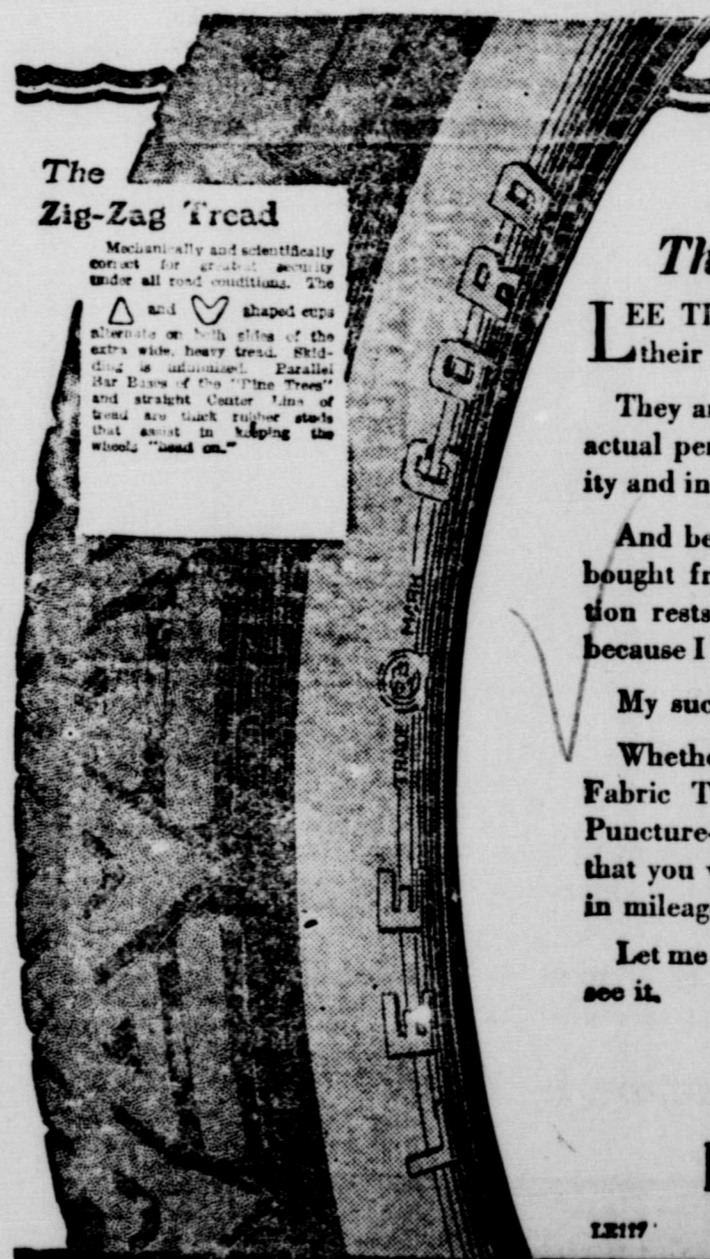 The
Zig-Zag Tread
Mechanically and scientifically
correct for greatest security
under all road conditions. The
and shaped cups
alternate on both sides of the
extra wide, heavy tread. Skid-
ding is minimized. Parallel
Bar Bases of the "Pine Trees"
and straight Center Line of
tread are thick rubber studs
that assist in keeping the
wheels "head on."
LEE TRADE MARK CORD
Th
LEE TI
their
They a
actual per
ity and in
And be
bought fr
tion rests
because I
My suc
Whethe
Fabric T
Puncture-
that you
in mileag
Let me
see it.
LE117